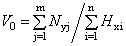 V₀ = ∑_{j=1}^{m} N_{yj} / ∑_{i=1}^{n} H_{xi}